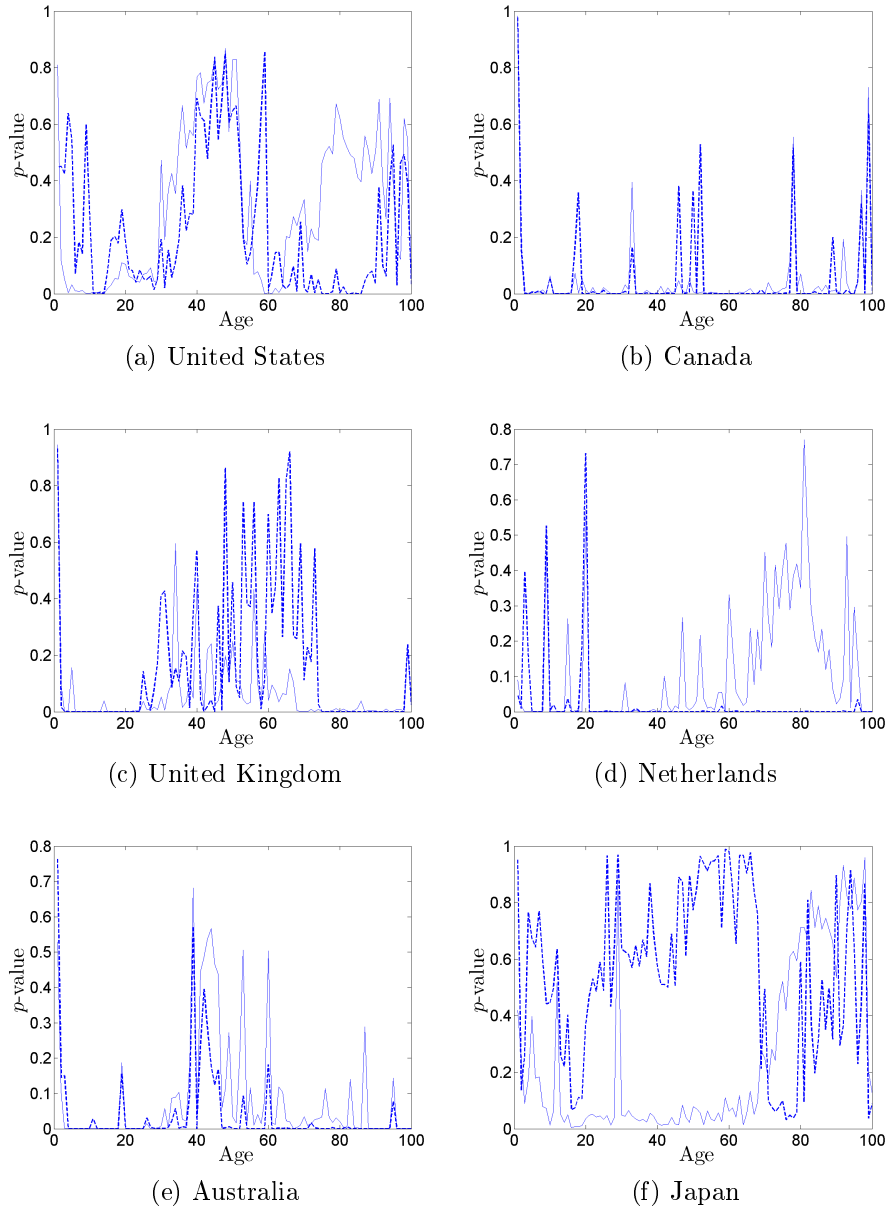 1
0.8
0.6
0.4
0.2
0
p-value
0 20 40 60 80 100
Age
(a) United States
1
0.8
0.6
0.4
0.2
0
p-value
0 20 40 60 80 100
Age
(b) Canada
1
0.8
0.6
0.4
0.2
0
p-value
0 20 40 60 80 100
Age
(c) United Kingdom
0.8
0.7
0.6
0.5
0.4
0.3
0.2
0.1
0
p-value
0 20 40 60 80 100
Age
(d) Netherlands
0.8
0.7
0.6
0.5
0.4
0.3
0.2
0.1
0
p-value
0 20 40 60 80 100
Age
(e) Australia
1
0.8
0.6
0.4
0.2
0
p-value
0 20 40 60 80 100
Age
(f) Japan